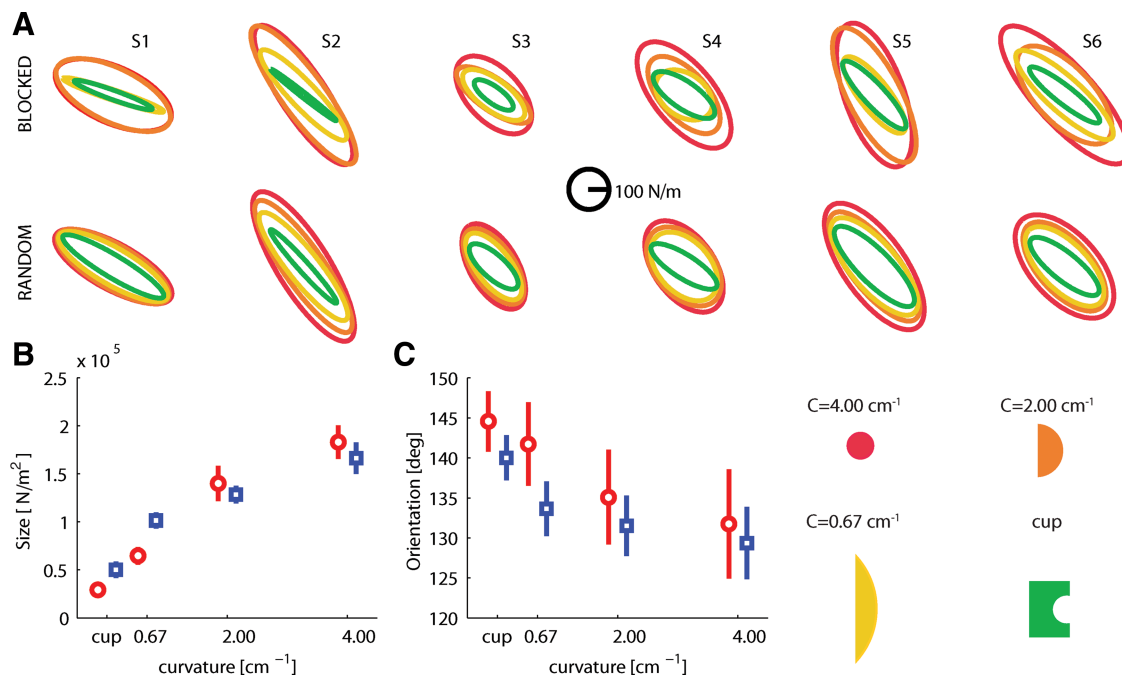 A
S1 S2 S3 S4 S5 S6
BLOCKED
100 N/m
RANDOM
B
x 10 5
2.5
2
1.5
1
0.5
0
Size [ N/m2 ]
cup 0.67 2.00 4.00
curvature [cm -1]
C
150
145
140
135
130
125
120
Orientation [deg]
cup 0.67 2.00 4.00
curvature [cm -1]
C=4.00 cm-1 C=2.00 cm-1
C=0.67 cm-1 cup